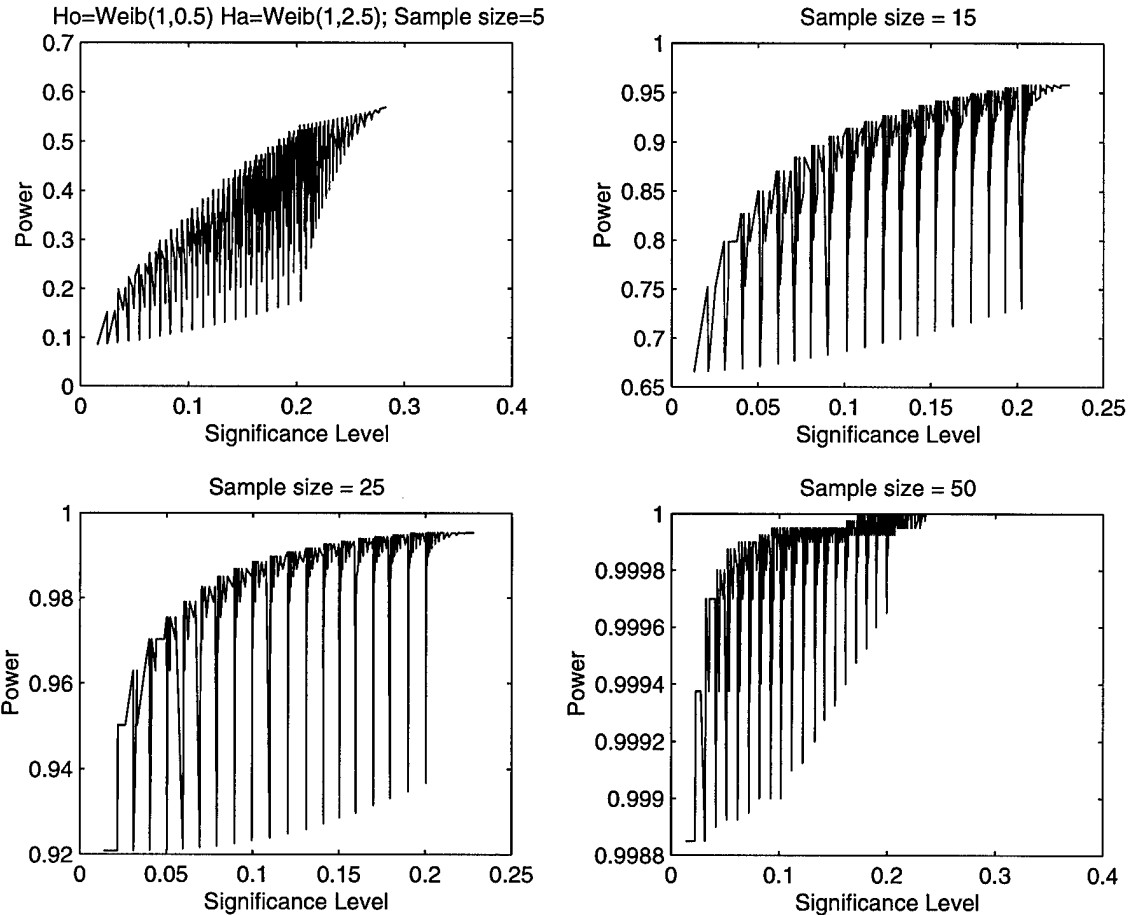 Ho=Weib(1,0.5) Ha=Weib(1,2.5); Sample size=5
0.7
0.6
0.5
0.4
0.3
0.2
0.1
0
Power
0 0.1 0.2 0.3 0.4
Significance Level
Sample size = 15
1
0.95
0.9
0.85
0.8
0.75
0.7
0.65
Power
0 0.05 0.1 0.15 0.2 0.25
Significance Level
Sample size = 25
1
0.98
0.96
0.94
0.92
Power
0 0.05 0.1 0.15 0.2 0.25
Significance Level
Sample size = 50
1
0.9998
0.9996
0.9994
0.9992
0.999
0.9988
Power
0 0.1 0.2 0.3 0.4
Significance Level